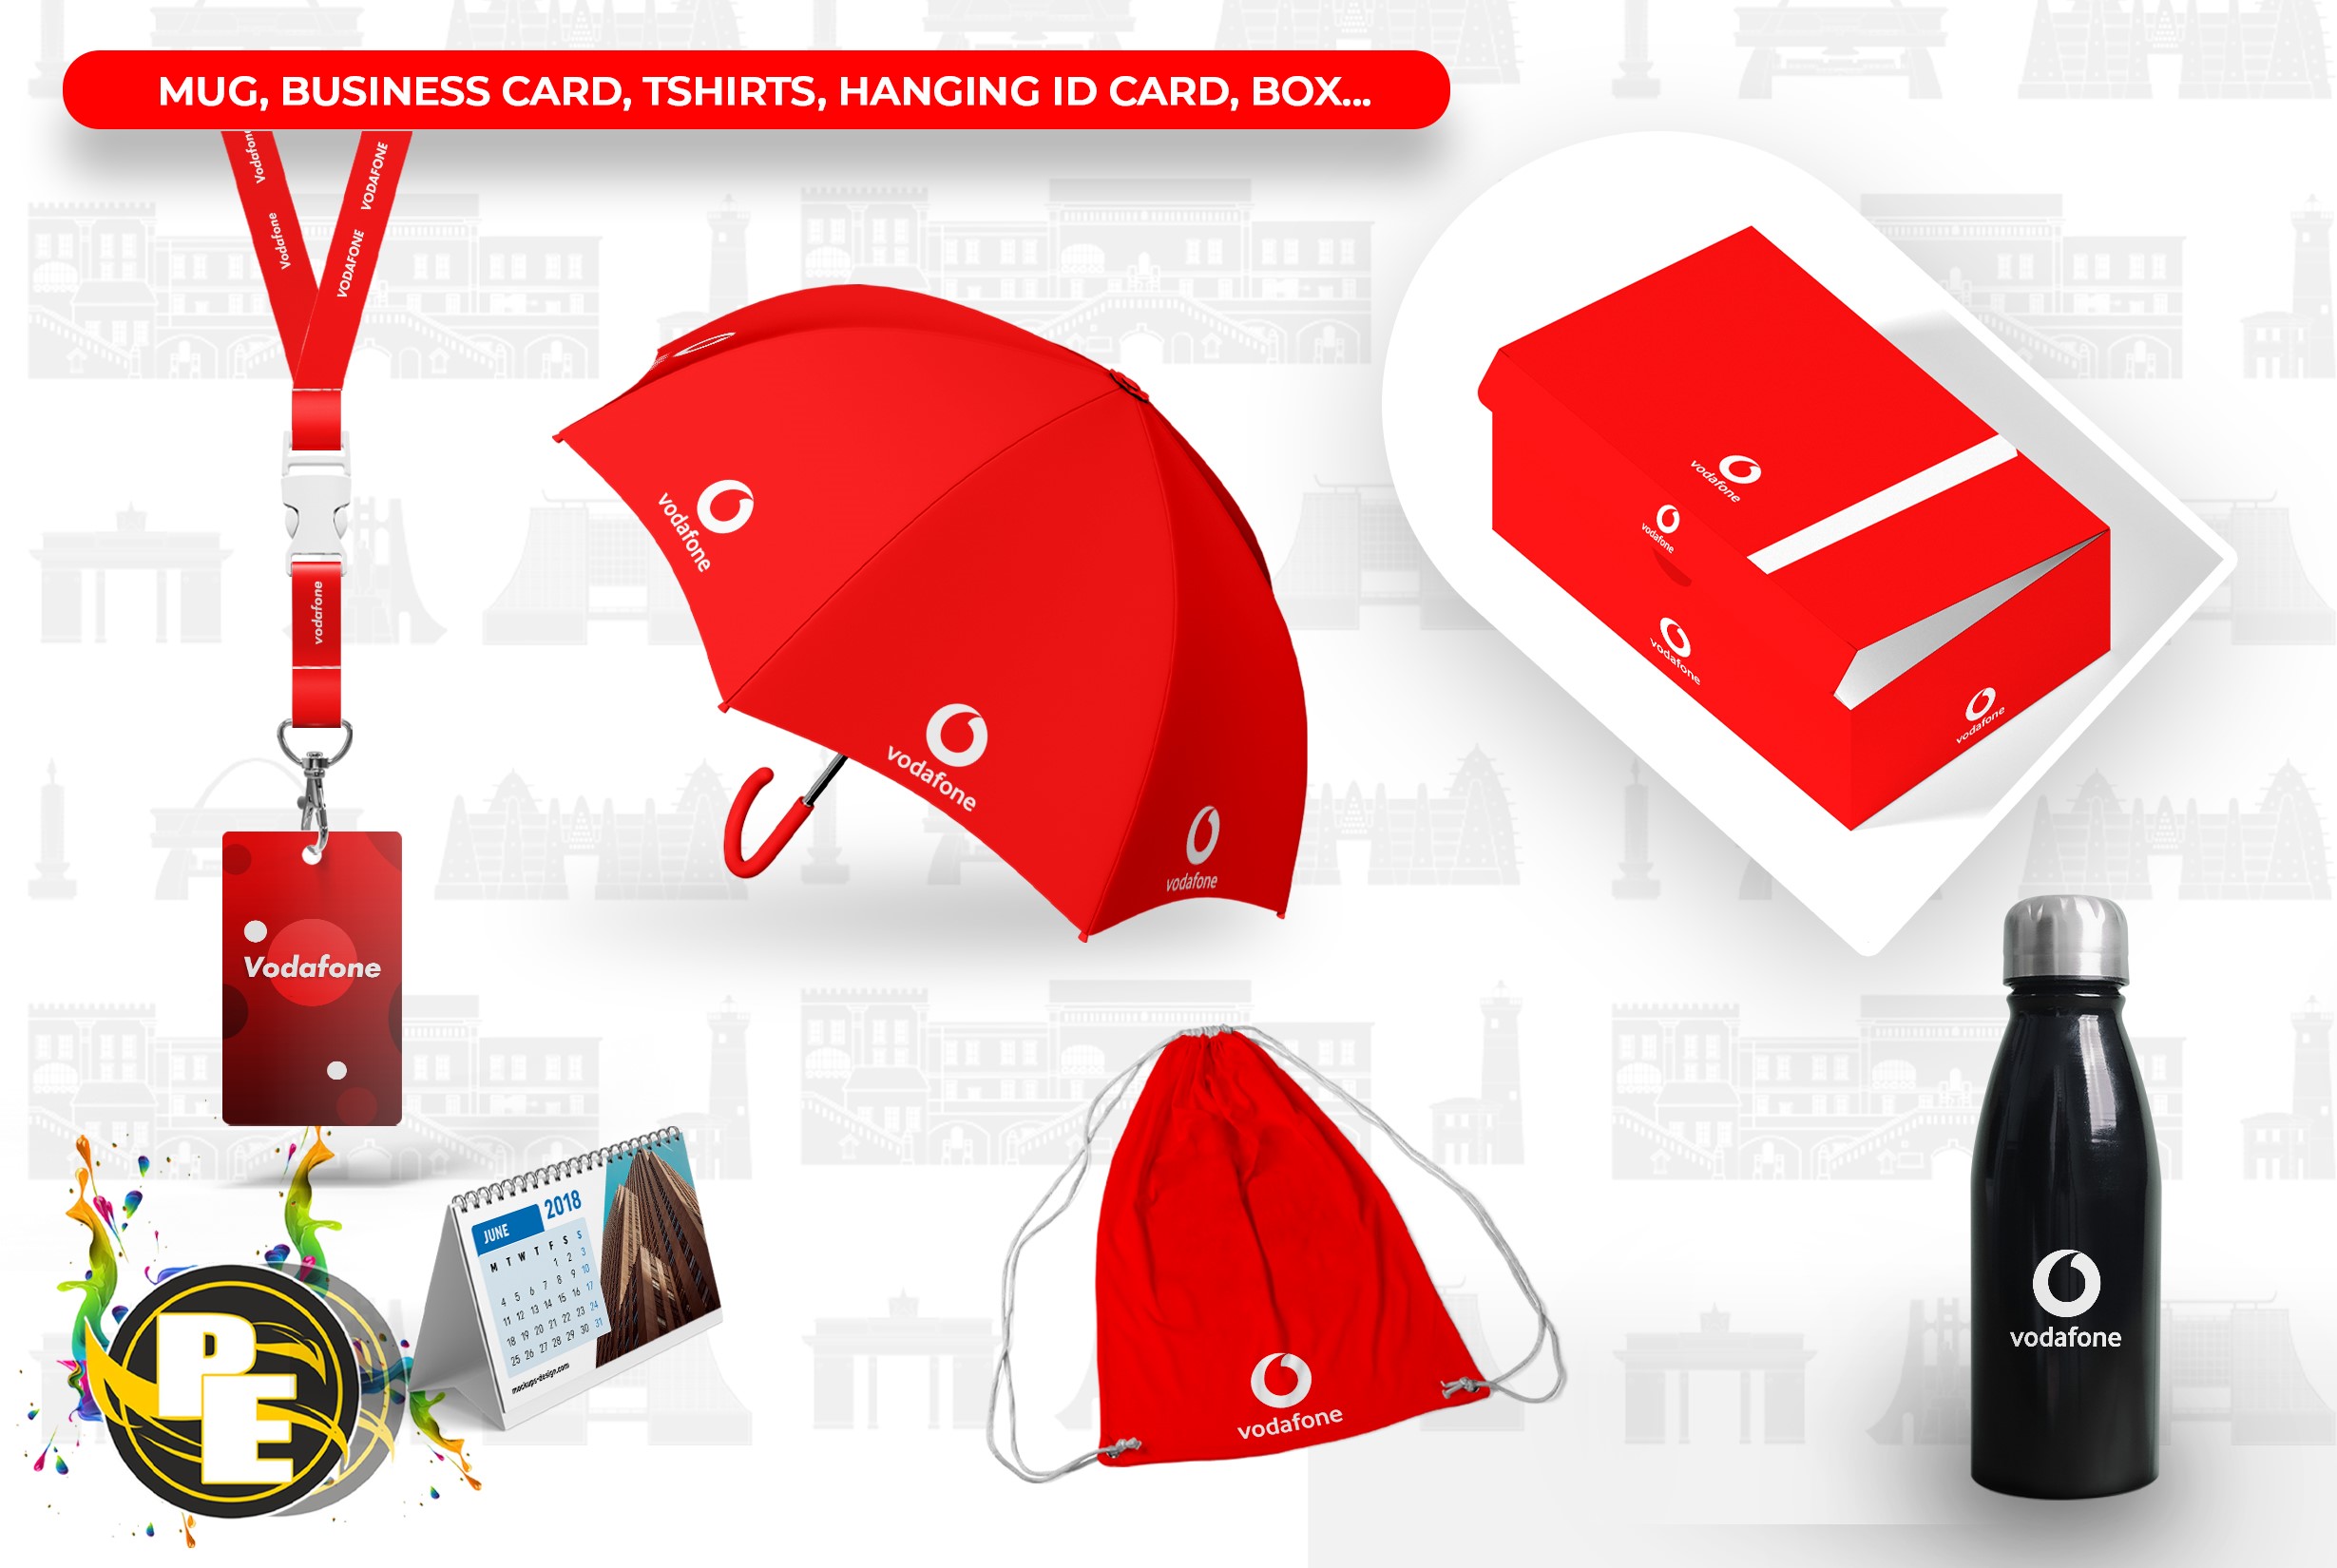 MUG, BUSINESS CARD, TSHIRTS, HANGING ID CARD, BOX...
Vodafone
Vodafone
VODAFONE
VODAFONE
vodafone
Vodafone
vodafone
vodafone
vodafone
vodafone
vodafone
vodafone
vodafone
JUNE 2018
M T W T F S S
1 2 3
4 5 6 7 8 9 10
11 12 13 14 15 16 17
18 19 20 21 22 23 24
25 26 27 28 29 30 31
mockups-design.com
PE
vodafone
vodafone